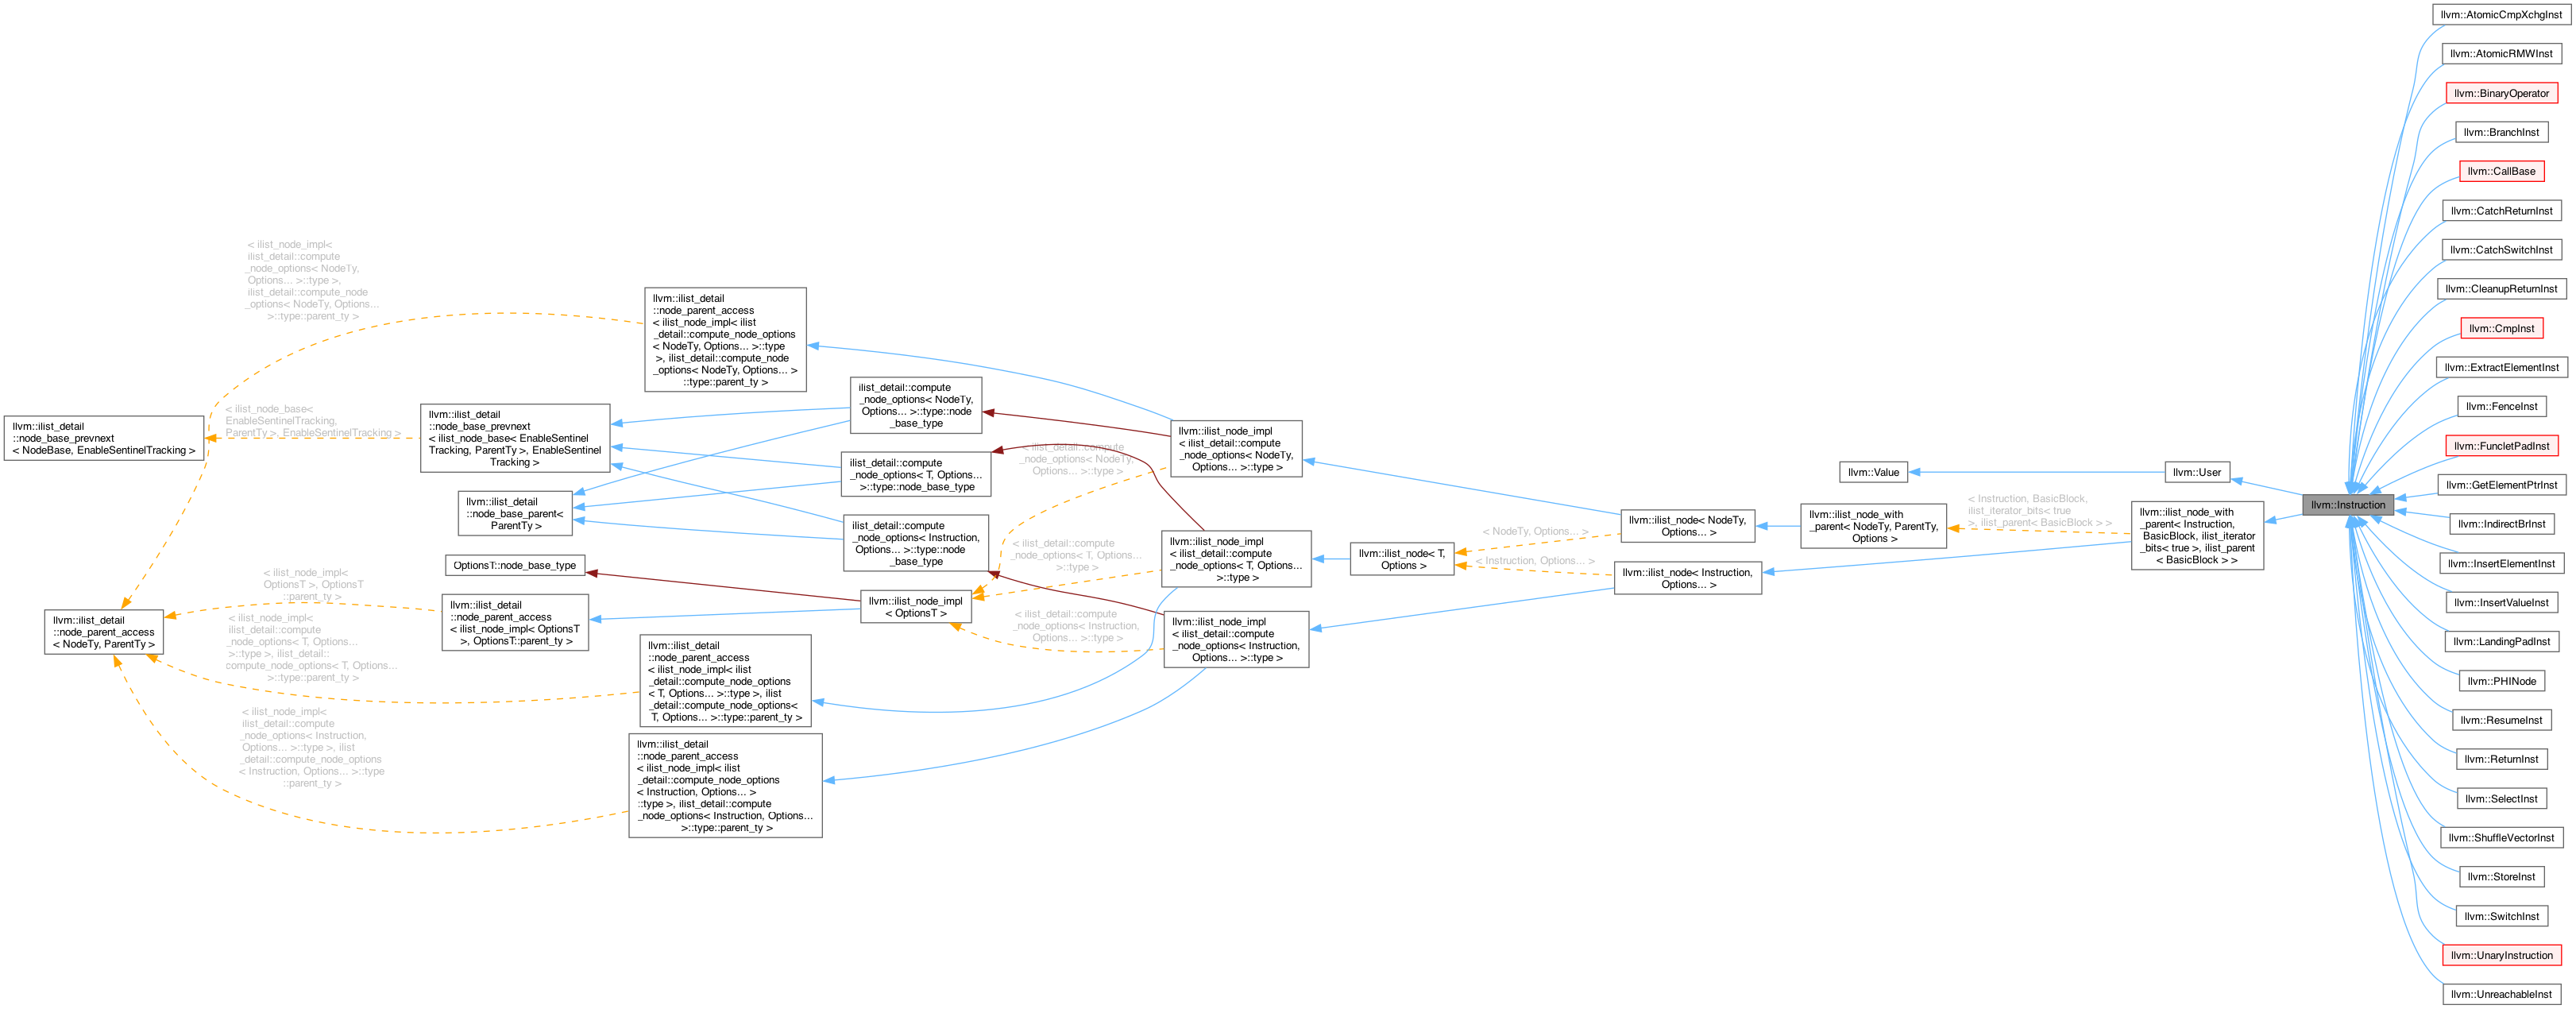 llvm::ilist_detail
::node_base_prevnext
< NodeBase, EnableSentinelTracking >
llvm::ilist_detail
::node_parent_access
< NodeTy, ParentTy >
< ilist_node_impl<
ilist_detail::compute
_node_options< NodeTy,
Options... >::type >,
ilist_detail::compute_node
_options< NodeTy, Options...
>::type::parent_ty >
< ilist_node_base<
EnableSentinelTracking,
ParentTy >, EnableSentinelTracking >
< ilist_node_impl<
OptionsT >, OptionsT
::parent_ty >
< ilist_node_impl<
ilist_detail::compute
_node_options< T, Options...
>::type >, ilist_detail::
compute_node_options< T, Options...
>::type::parent_ty >
< ilist_node_impl<
ilist_detail::compute
_node_options< Instruction,
Options... >::type >, ilist
_detail::compute_node_options
< Instruction, Options... >::type
::parent_ty >
llvm::ilist_detail
::node_base_prevnext
< ilist_node_base< EnableSentinel
Tracking, ParentTy >, EnableSentinel
Tracking >
llvm::ilist_detail
::node_base_parent<
ParentTy >
OptionsT::node_base_type
llvm::ilist_detail
::node_parent_access
< ilist_node_impl< OptionsT
>, OptionsT::parent_ty >
llvm::ilist_detail
::node_parent_access
< ilist_node_impl< ilist
_detail::compute_node_options
< NodeTy, Options... >::type
>, ilist_detail::compute_node
_options< NodeTy, Options... >
::type::parent_ty >
llvm::ilist_detail
::node_parent_access
< ilist_node_impl< ilist
_detail::compute_node_options
< T, Options... >::type >, ilist
_detail::compute_node_options<
T, Options... >::type::parent_ty >
llvm::ilist_detail
::node_parent_access
< ilist_node_impl< ilist
_detail::compute_node_options
< Instruction, Options... >
::type >, ilist_detail::compute
_node_options< Instruction, Options...
>::type::parent_ty >
ilist_detail::compute
_node_options< NodeTy,
Options... >::type::node
_base_type
ilist_detail::compute
_node_options< T, Options...
>::type::node_base_type
ilist_detail::compute
_node_options< Instruction,
Options... >::type::node
_base_type
llvm::ilist_node_impl
< OptionsT >
< ilist_detail::compute
_node_options< NodeTy,
Options... >::type >
< ilist_detail::compute
_node_options< T, Options...
>::type >
< ilist_detail::compute
_node_options< Instruction,
Options... >::type >
llvm::ilist_node_impl
< ilist_detail::compute
_node_options< NodeTy,
Options... >::type >
llvm::ilist_node_impl
< ilist_detail::compute
_node_options< T, Options...
>::type >
llvm::ilist_node_impl
< ilist_detail::compute
_node_options< Instruction,
Options... >::type >
llvm::ilist_node< T,
Options >
< NodeTy, Options... >
< Instruction, Options... >
llvm::ilist_node< NodeTy,
Options... >
llvm::ilist_node< Instruction,
Options... >
llvm::Value
llvm::ilist_node_with
_parent< NodeTy, ParentTy,
Options >
< Instruction, BasicBlock,
ilist_iterator_bits< true
>, ilist_parent< BasicBlock > >
llvm::User
llvm::ilist_node_with
_parent< Instruction,
BasicBlock, ilist_iterator
_bits< true >, ilist_parent
< BasicBlock > >
llvm::Instruction
llvm::AtomicCmpXchgInst
llvm::AtomicRMWInst
llvm::BinaryOperator
llvm::BranchInst
llvm::CallBase
llvm::CatchReturnInst
llvm::CatchSwitchInst
llvm::CleanupReturnInst
llvm::CmpInst
llvm::ExtractElementInst
llvm::FenceInst
llvm::FuncletPadInst
llvm::GetElementPtrInst
llvm::IndirectBrInst
llvm::InsertElementInst
llvm::InsertValueInst
llvm::LandingPadInst
llvm::PHINode
llvm::ResumeInst
llvm::ReturnInst
llvm::SelectInst
llvm::ShuffleVectorInst
llvm::StoreInst
llvm::SwitchInst
llvm::UnaryInstruction
llvm::UnreachableInst